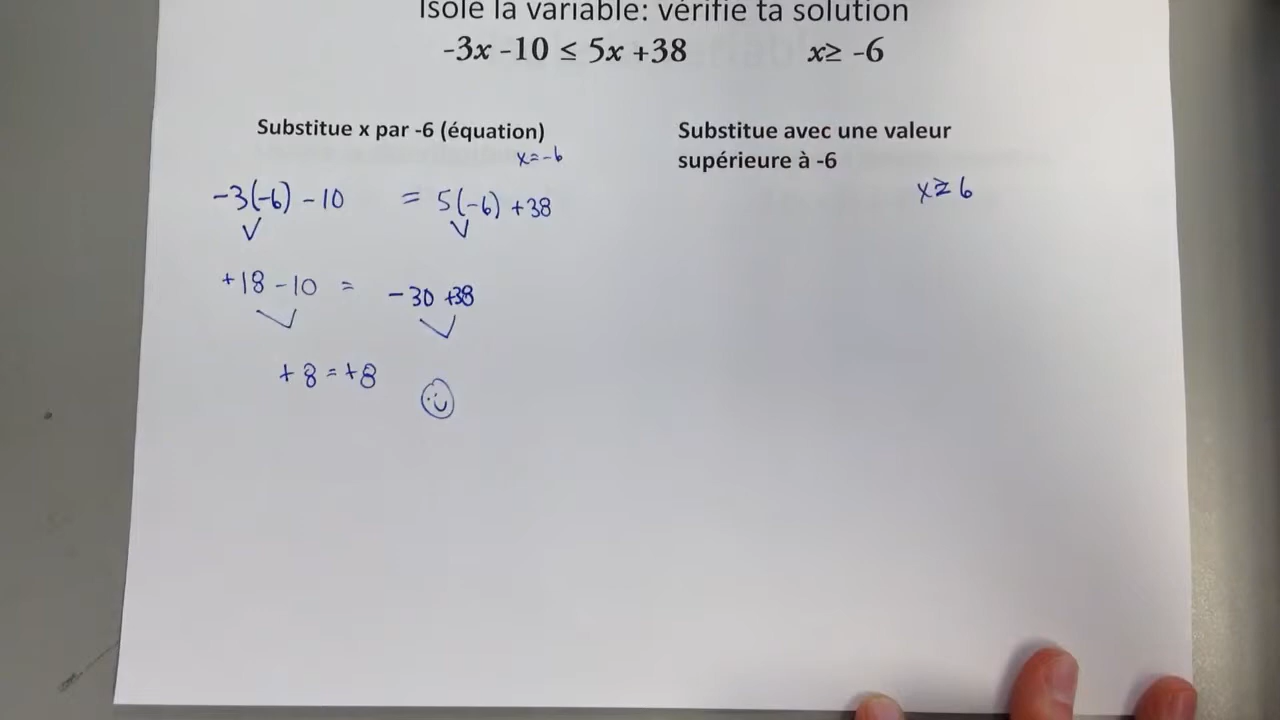 Isole la variable: vérifie ta solution
-3x -10 ≤ 5x +38 x≥ -6
Substitue x par -6 (équation)
x=-6
-3(-6) - 10 = 5(-6) +38
+18 - 10 = -30 +38
+8 = +8
Substitue avec une valeur
supérieure à -6
x≥6